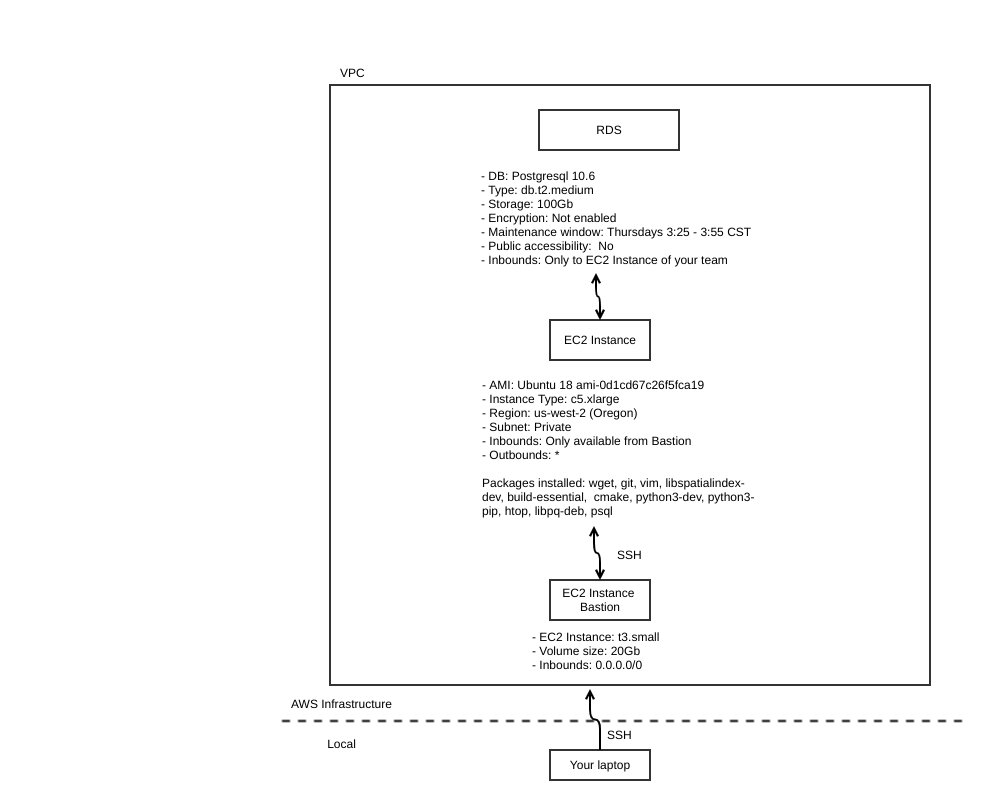 VPC
RDS
- DB: Postgresql 10.6
- Type: db.t2.medium
- Storage: 100Gb
- Encryption: Not enabled
- Maintenance window: Thursdays 3:25 - 3:55 CST
- Public accessibility:  No
- Inbounds: Only to EC2 Instance of your team
EC2 Instance
- AMI: Ubuntu 18 ami-0d1cd67c26f5fca19
- Instance Type: c5.xlarge
- Region: us-west-2 (Oregon)
- Subnet: Private
- Inbounds: Only available from Bastion
- Outbounds: *
Packages installed: wget, git, vim, libspatialindex-
dev, build-essential,  cmake, python3-dev, python3-
pip, htop, libpq-deb, psql
SSH
EC2 Instance
Bastion
- EC2 Instance: t3.small
- Volume size: 20Gb
- Inbounds: 0.0.0.0/0
AWS Infrastructure
Local
SSH
Your laptop